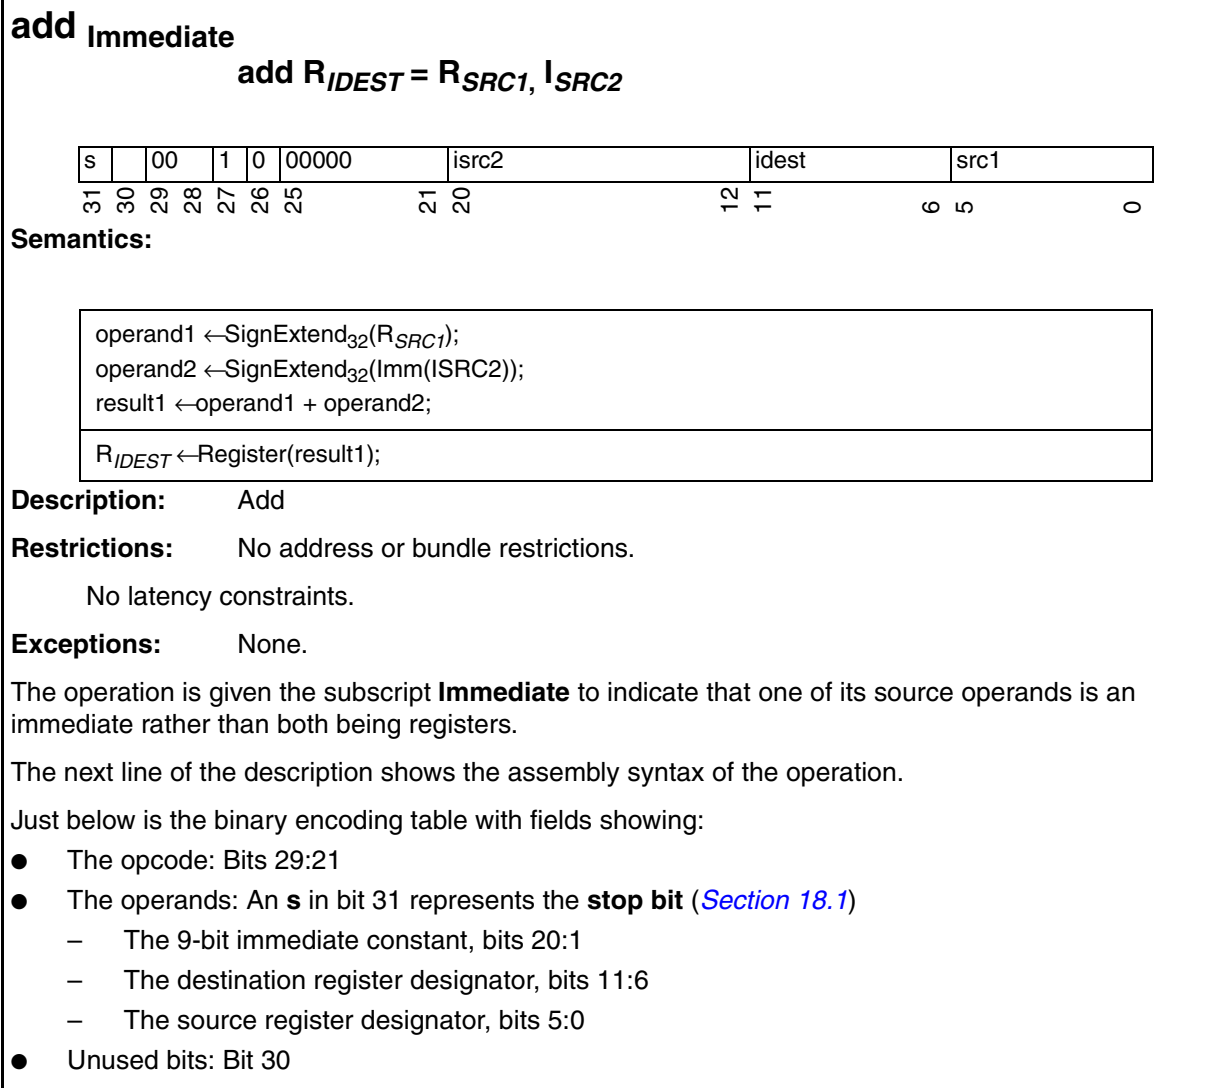 add Immediate
add RIDEST = RSRC1, ISRC2
s 00 1 0 00000 isrc2 idest src1
31 30 29 28 27 26 25 21 20 12 11 6 5 0
Semantics:
operand1 ←SignExtend32(RSRC1);
operand2 ←SignExtend32(Imm(ISRC2));
result1 ←operand1 + operand2;
RIDEST ←Register(result1);
Description: Add
Restrictions: No address or bundle restrictions.
No latency constraints.
Exceptions: None.
The operation is given the subscript Immediate to indicate that one of its source operands is an
immediate rather than both being registers.
The next line of the description shows the assembly syntax of the operation.
Just below is the binary encoding table with fields showing:
● The opcode: Bits 29:21
● The operands: An s in bit 31 represents the stop bit (Section 18.1)
– The 9-bit immediate constant, bits 20:1
– The destination register designator, bits 11:6
– The source register designator, bits 5:0
● Unused bits: Bit 30